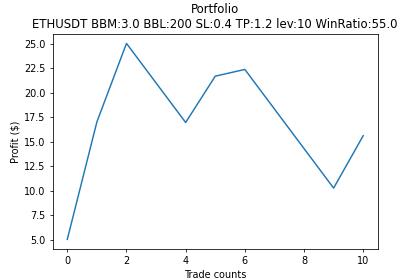 Portfolio
ETHUSDT BBM:3.0 BBL:200 SL:0.4 TP:1.2 lev:10 WinRatio:55.0
25.0
22.5
20.0
17.5
15.0
12.5
10.0
7.5
5.0
Profit ($)
0 2 4 6 8 10
Trade counts